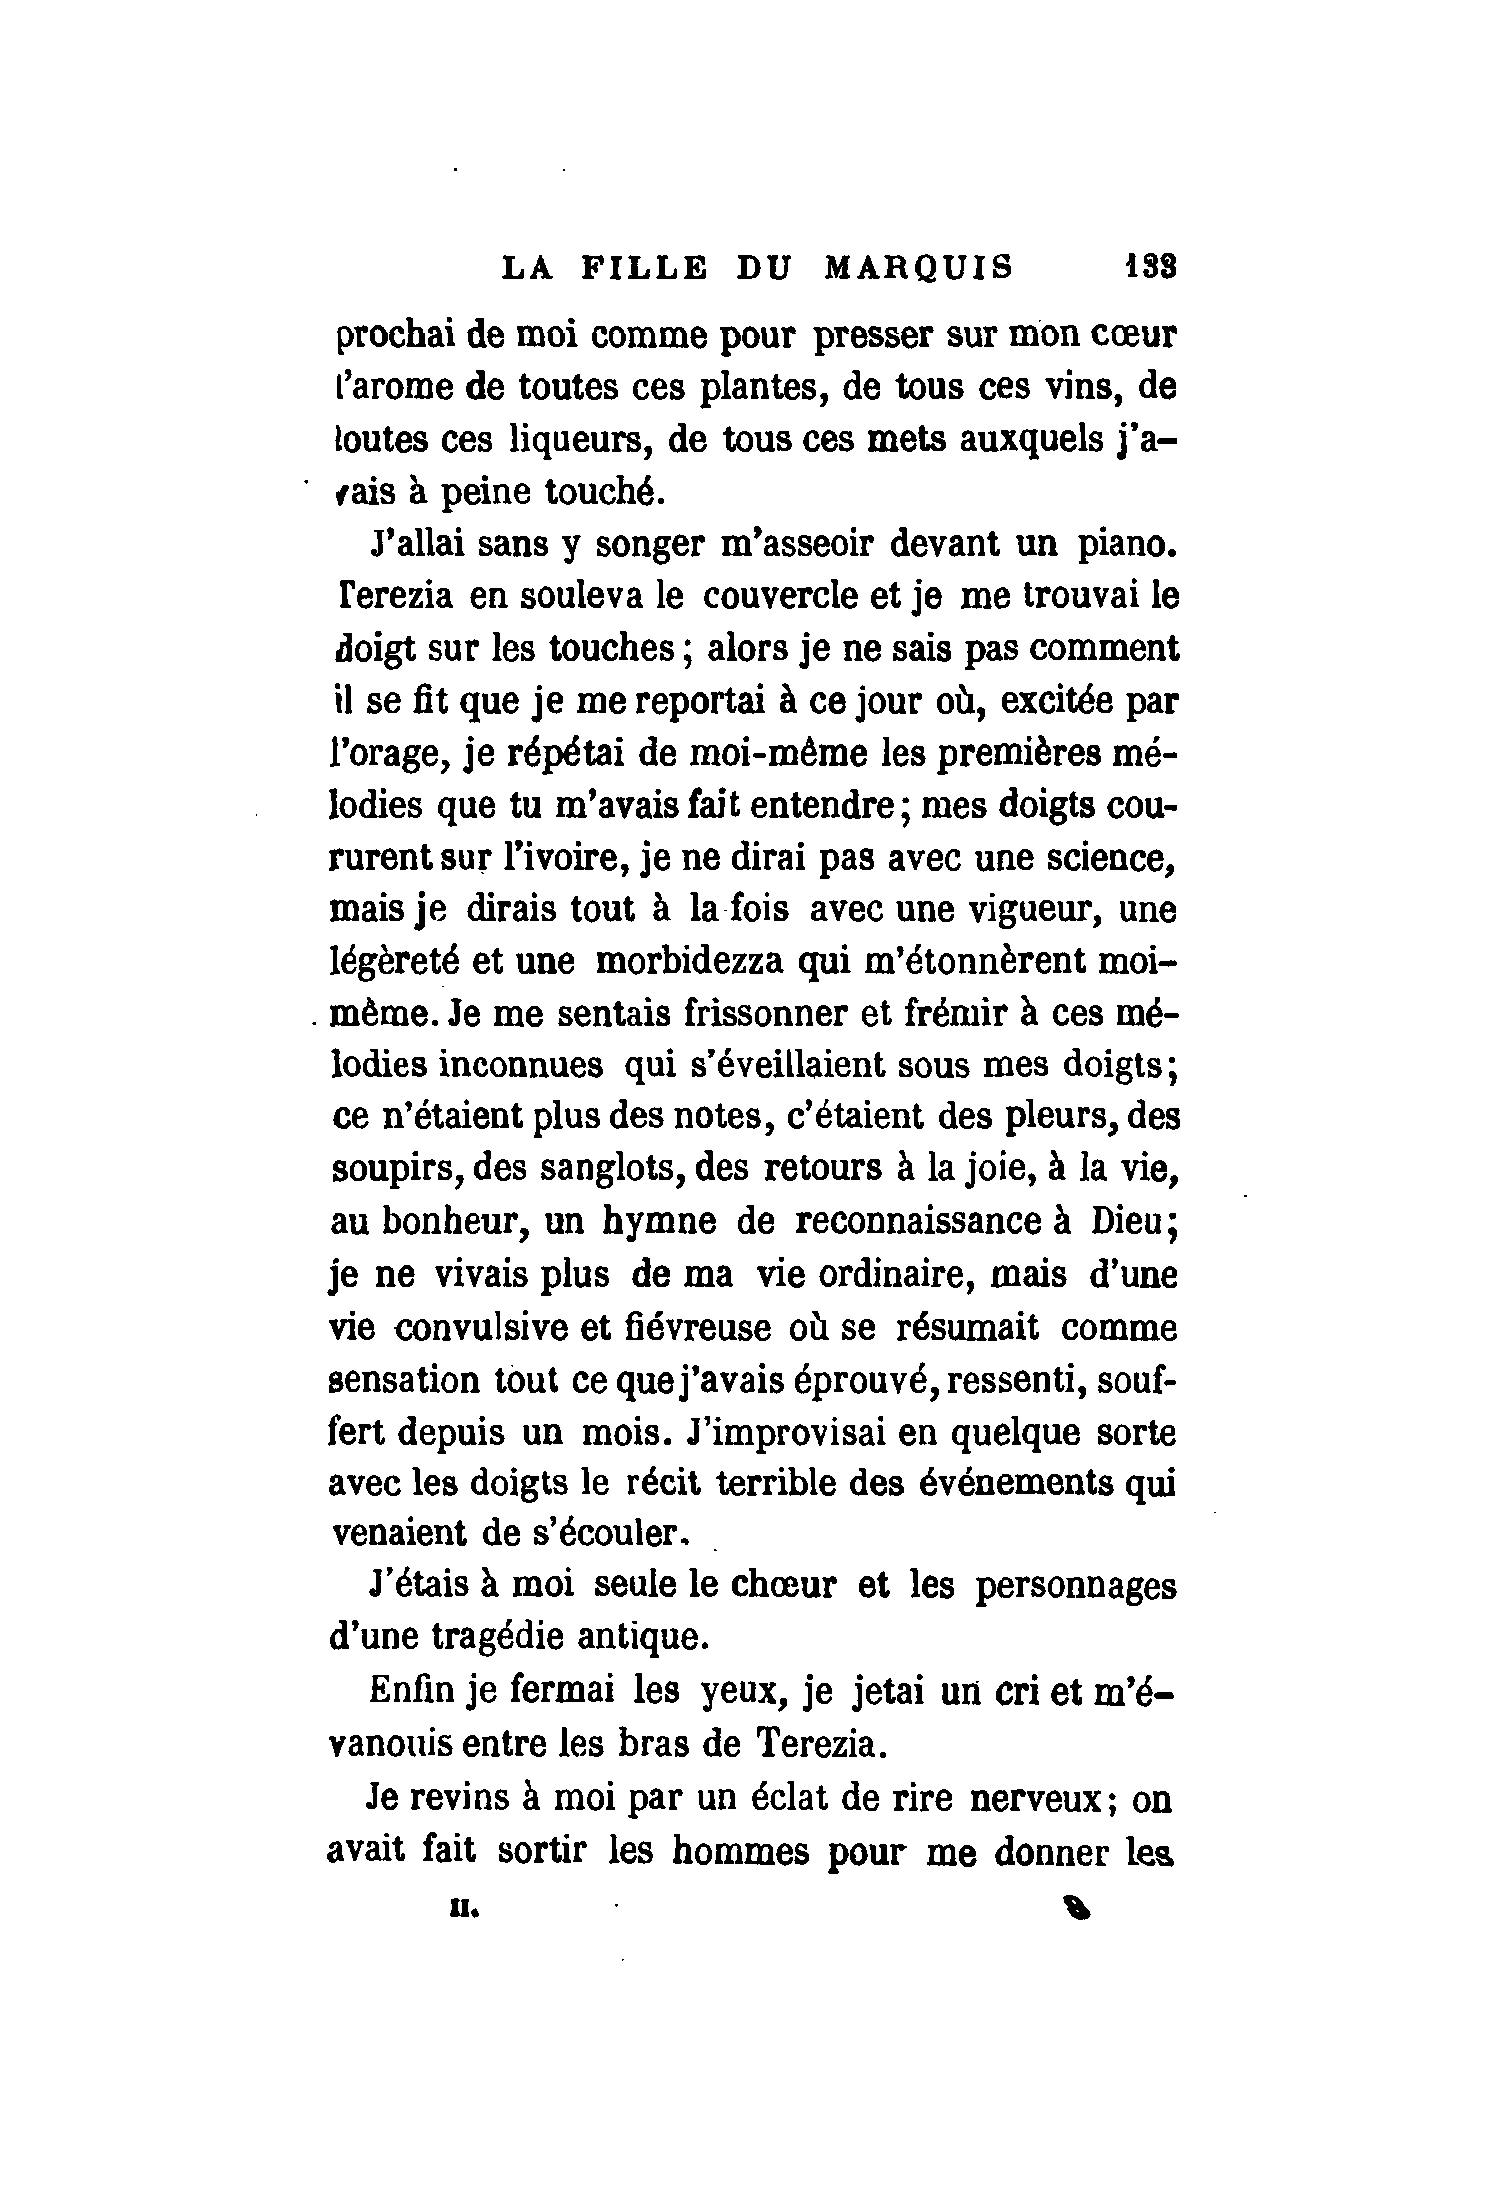 LA FILLE DU MARQUIS 133
prochai de moi comme pour presser sur mon cœur
l'arome de toutes ces plantes, de tous ces vins, de
toutes ces liqueurs, de tous ces mets auxquels j'a-
vais à peine touché.
J'allai sans y songer m'asseoir devant un piano.
Terezia en souleva le couvercle et je me trouvai le
doigt sur les touches ; alors je ne sais pas comment
il se fit que je me reportai à ce jour où, excitée par
l'orage, je répétai de moi-même les premières mé-
lodies que tu m'avais fait entendre ; mes doigts cou-
rurent sur l'ivoire, je ne dirai pas avec une science,
mais je dirais tout à la fois avec une vigueur, une
légèreté et une morbidezza qui m'étonnèrent moi-
même. Je me sentais frissonner et frémir à ces mé-
lodies inconnues qui s'éveillaient sous mes doigts;
ce n'étaient plus des notes, c'étaient des pleurs, des
soupirs, des sanglots, des retours à la joie, à la vie,
au bonheur, un hymne de reconnaissance à Dieu;
je ne vivais plus de ma vie ordinaire, mais d'une
vie convulsive et fiévreuse où se résumait comme
sensation tout ce que j'avais éprouvé, ressenti, souf-
fert depuis un mois. J'improvisai en quelque sorte
avec les doigts le récit terrible des événements qui
venaient de s'écouler.
J'étais à moi seule le chœur et les personnages
d'une tragédie antique.
Enfin je fermai les yeux, je jetai un cri et m'é-
vanouis entre les bras de Terezia.
Je revins à moi par un éclat de rire nerveux; on
avait fait sortir les hommes pour me donner les
II. 8